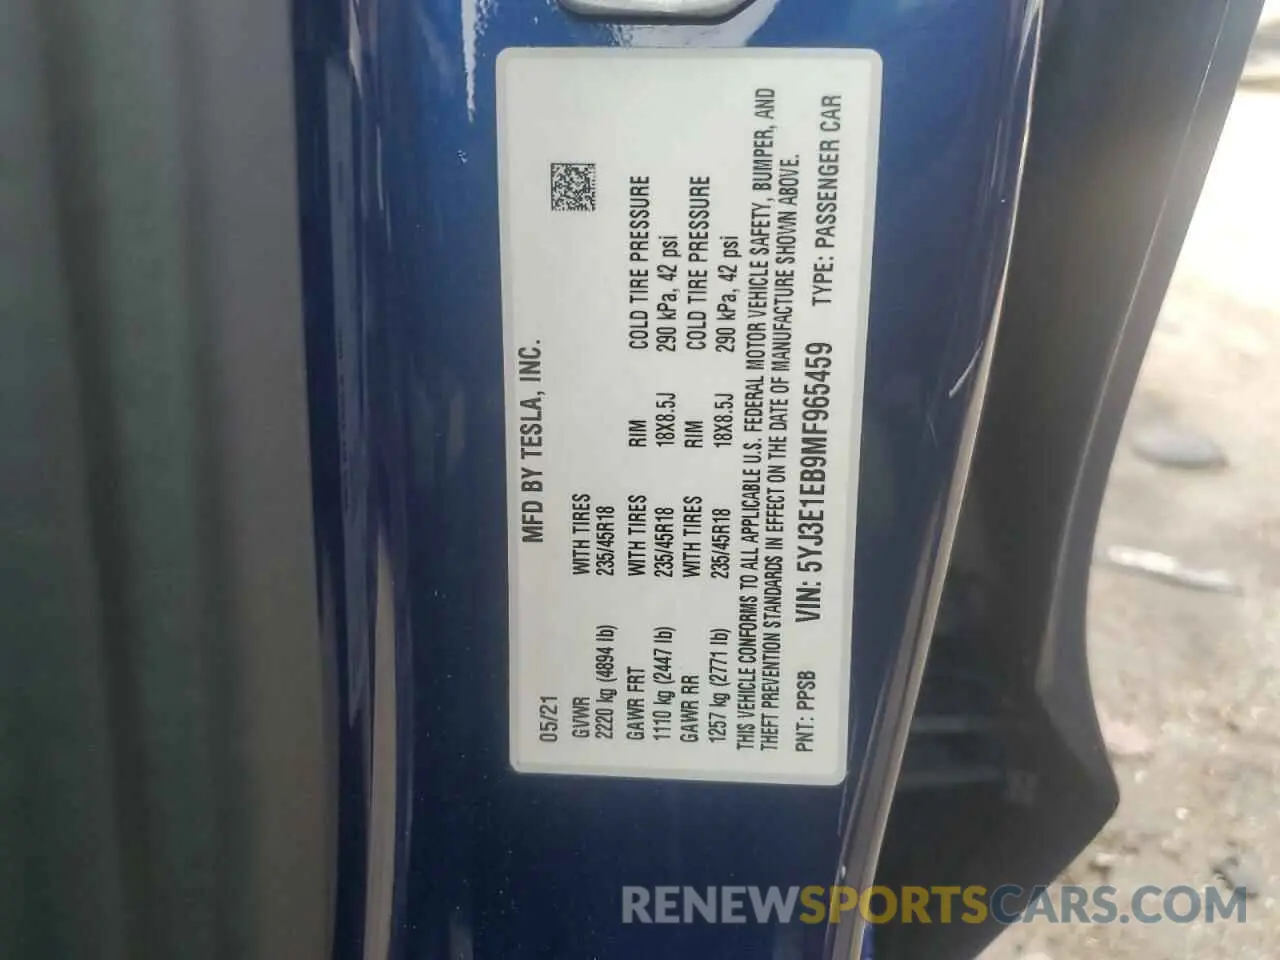 MFD BY TESLA, INC.
05/21
GVWR WITH TIRES
2220 kg (4894 lb) 235/45R18
GAWR FRT WITH TIRES RIM COLD TIRE PRESSURE
1110 kg (2447 lb) 235/45R18 18X8.5J 290 kPa, 42 psi
GAWR RR WITH TIRES RIM COLD TIRE PRESSURE
1257 kg (2771 lb) 235/45R18 18X8.5J 290 kPa, 42 psi
THIS VEHICLE CONFORMS TO ALL APPLICABLE U.S. FEDERAL MOTOR VEHICLE SAFETY, BUMPER, AND
THEFT PREVENTION STANDARDS IN EFFECT ON THE DATE OF MANUFACTURE SHOWN ABOVE.
PNT: PPSB VIN: 5YJ3E1EB9MF965459 TYPE: PASSENGER CAR
RENEWSPORTSCARS.COM